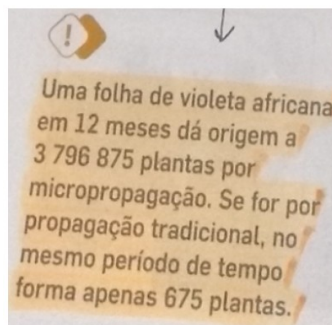 !
Uma folha de violeta africana
em 12 meses dá origem a
3 796 875 plantas por
micropropagação. Se for por
propagação tradicional, no
mesmo período de tempo
forma apenas 675 plantas.